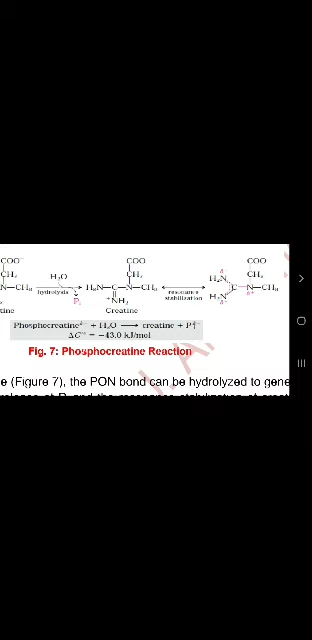 COO⁻ COO COO
CH₂ H₂O CH₂ H₂N δ⁺ CH₂
N—CH₃ hydrolysis H₂N—C—N—CH₃ resonance stabilization C N—CH₃
Pᵢ ⁺NH₂ H₂N δ⁺ δ⁺
tine Creatine
Phosphocreatine²⁻ + H₂O ⟶ creatine + Pᵢ²⁻
ΔG′° = −43.0 kJ/mol
Fig. 7: Phosphocreatine Reaction
e (Figure 7), the PON bond can be hydrolyzed to gene